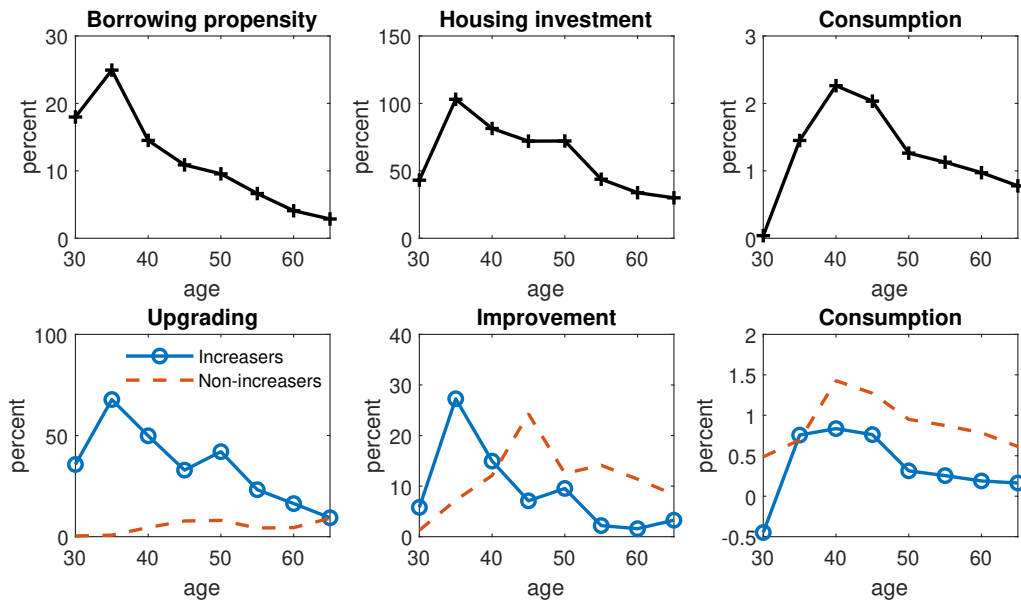 Borrowing propensity
percent
30
20
10
0
30 40 50 60
age
Housing investment
percent
150
100
50
0
30 40 50 60
age
Consumption
percent
3
2
1
0
30 40 50 60
age
Upgrading
percent
100
50
0
Increasers
Non-increasers
30 40 50 60
age
Improvement
percent
40
30
20
10
0
30 40 50 60
age
Consumption
percent
2
1.5
1
0.5
0
-0.5
30 40 50 60
age